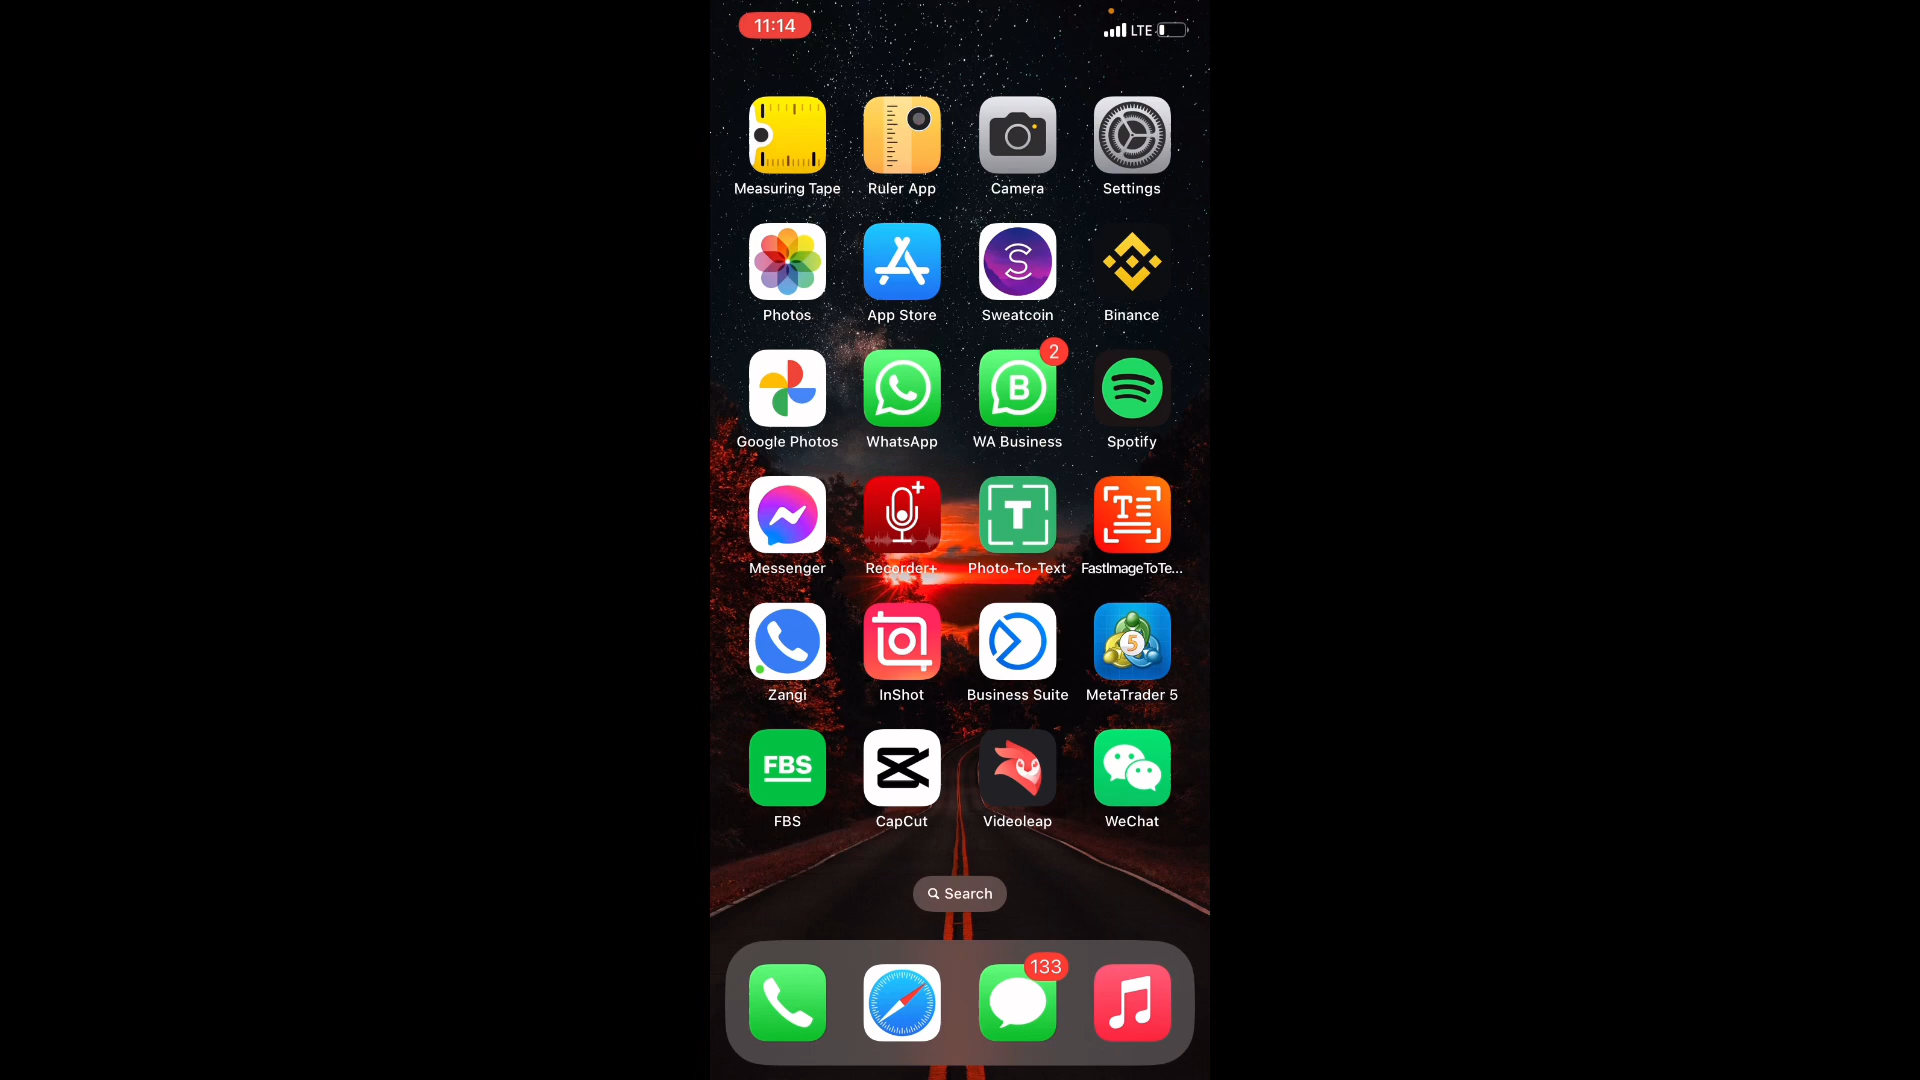 11:14
LTE
Measuring Tape
Ruler App
Camera
Settings
Photos
App Store
Sweatcoin
Binance
2
Google Photos
WhatsApp
WA Business
Spotify
Messenger
Recorder+
Photo-To-Text
FastImageToTe...
Zangi
InShot
Business Suite
MetaTrader 5
FBS
FBS
CapCut
Videoleap
WeChat
Search
133